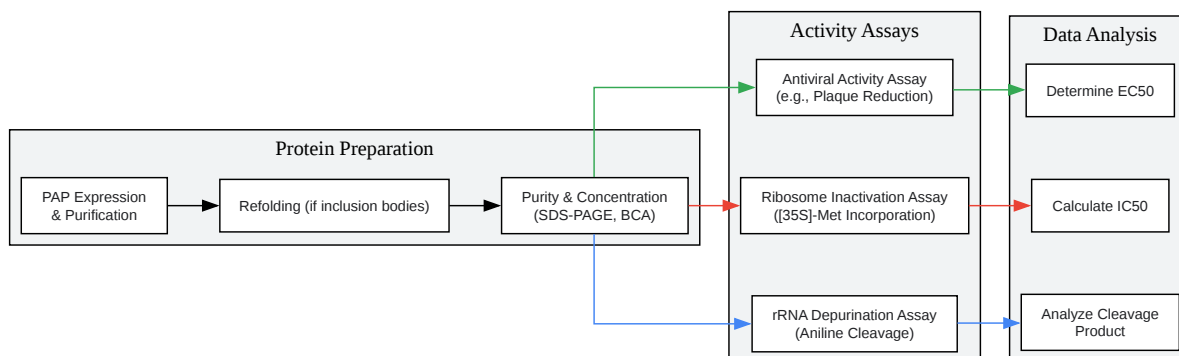 Activity Assays
Data Analysis
Antiviral Activity Assay
(e.g., Plaque Reduction)
Determine EC50
Protein Preparation
PAP Expression
& Purification
Refolding (if inclusion bodies)
Purity & Concentration
(SDS-PAGE, BCA)
Ribosome Inactivation Assay
([35S]-Met Incorporation)
Calculate IC50
rRNA Depurination Assay
(Aniline Cleavage)
Analyze Cleavage
Product